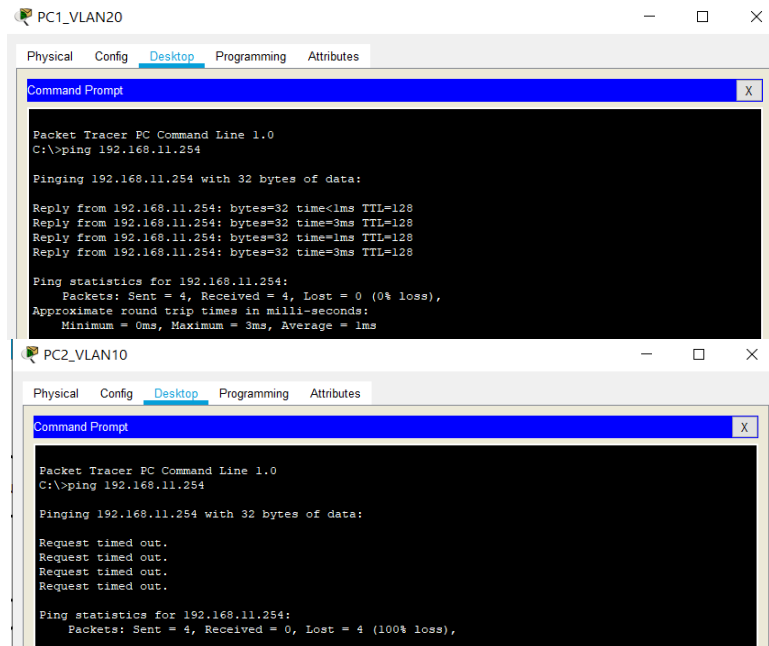 PC1_VLAN20
Physical Config Desktop Programming Attributes
Command Prompt
X
Packet Tracer PC Command Line 1.0
C:\>ping 192.168.11.254
Pinging 192.168.11.254 with 32 bytes of data:
Reply from 192.168.11.254: bytes=32 time<1ms TTL=128
Reply from 192.168.11.254: bytes=32 time=3ms TTL=128
Reply from 192.168.11.254: bytes=32 time=1ms TTL=128
Reply from 192.168.11.254: bytes=32 time=3ms TTL=128
Ping statistics for 192.168.11.254:
Packets: Sent = 4, Received = 4, Lost = 0 (0% loss),
Approximate round trip times in milli-seconds:
Minimum = 0ms, Maximum = 3ms, Average = 1ms
PC2_VLAN10
Physical Config Desktop Programming Attributes
Command Prompt
X
Packet Tracer PC Command Line 1.0
C:\>ping 192.168.11.254
Pinging 192.168.11.254 with 32 bytes of data:
Request timed out.
Request timed out.
Request timed out.
Request timed out.
Ping statistics for 192.168.11.254:
Packets: Sent = 4, Received = 0, Lost = 4 (100% loss),